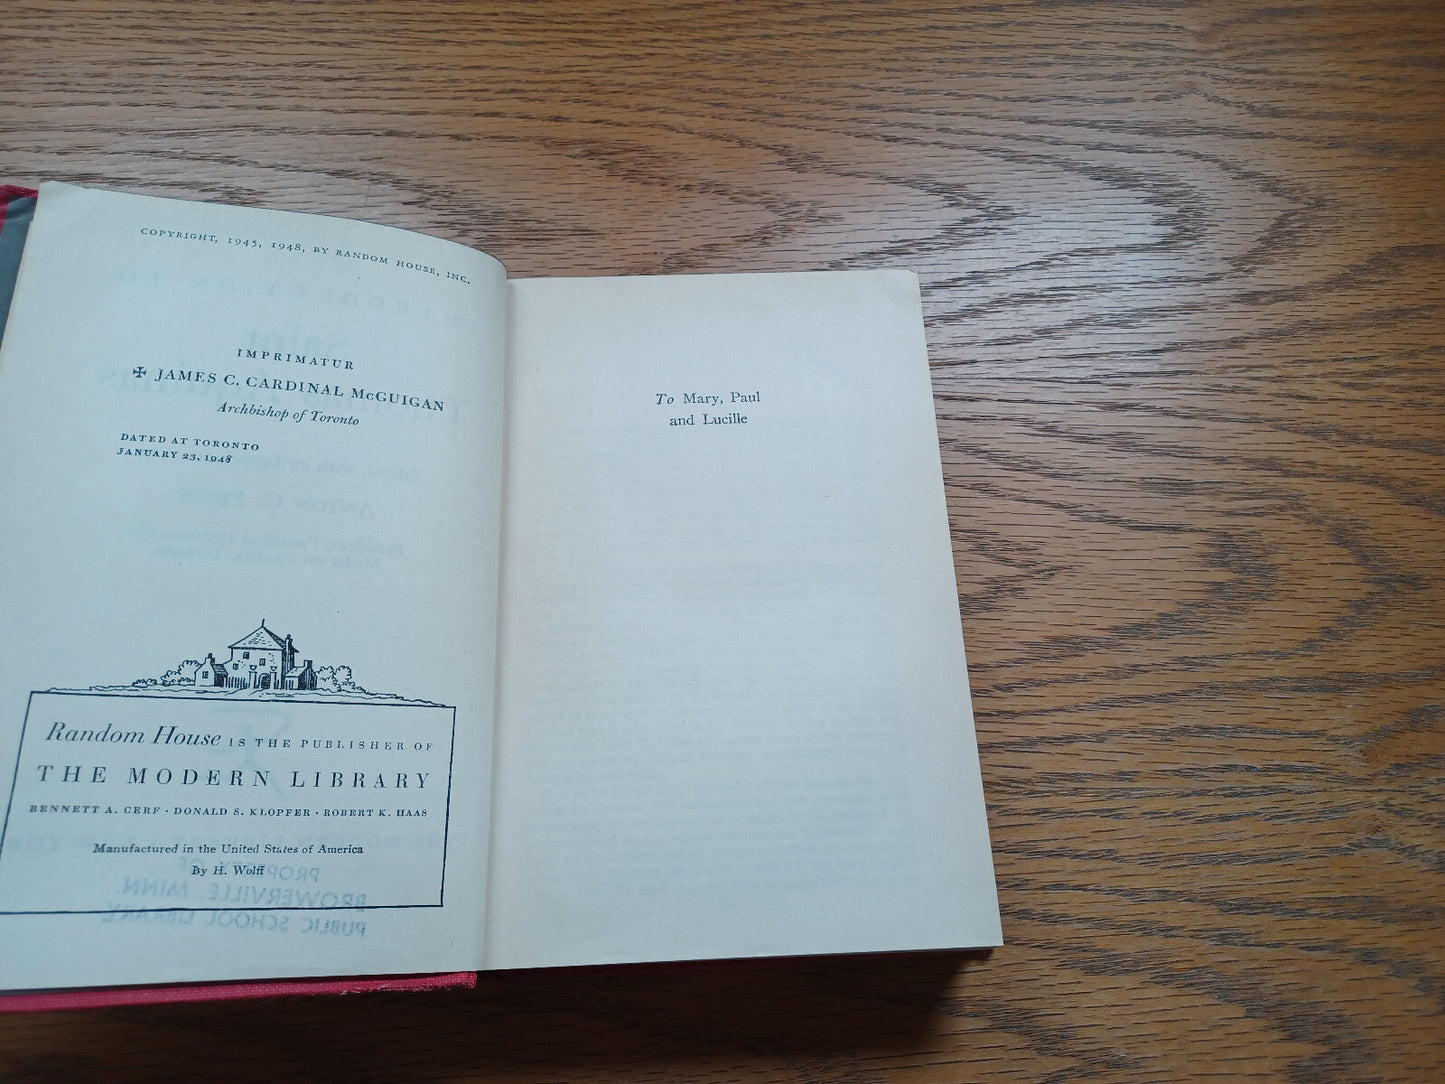 COPYRIGHT, 1945, 1948, BY RANDOM HOUSE, INC.
IMPRIMATUR
✠ JAMES C. CARDINAL McGUIGAN
Archbishop of Toronto
DATED AT TORONTO
JANUARY 23, 1948
Random House IS THE PUBLISHER OF
THE MODERN LIBRARY
BENNETT A. CERF · DONALD S. KLOPFER · ROBERT K. HAAS
Manufactured in the United States of America
By H. Wolff
PROPERTY OF
BROWERVILLE, MINN.
PUBLIC SCHOOL LIBRARY
To Mary, Paul
and Lucille